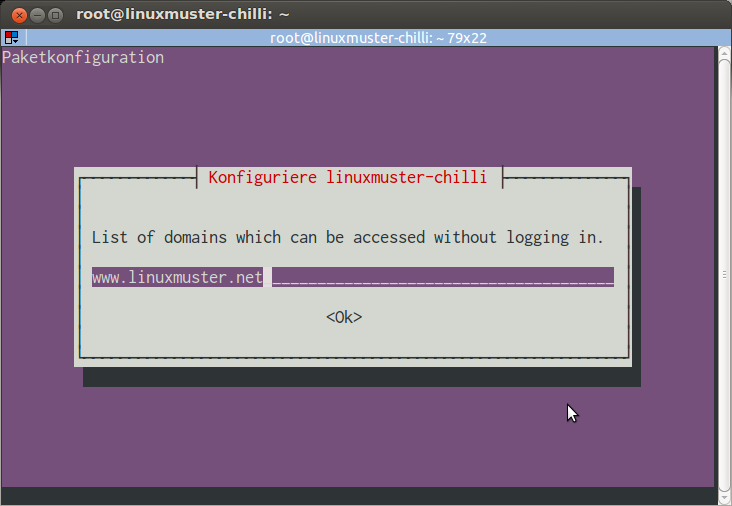 root@linuxmuster-chilli: ~
root@linuxmuster-chilli: ~ 79x22
Paketkonfiguration
Konfiguriere linuxmuster-chilli
List of domains which can be accessed without logging in.
www.linuxmuster.net
<Ok>